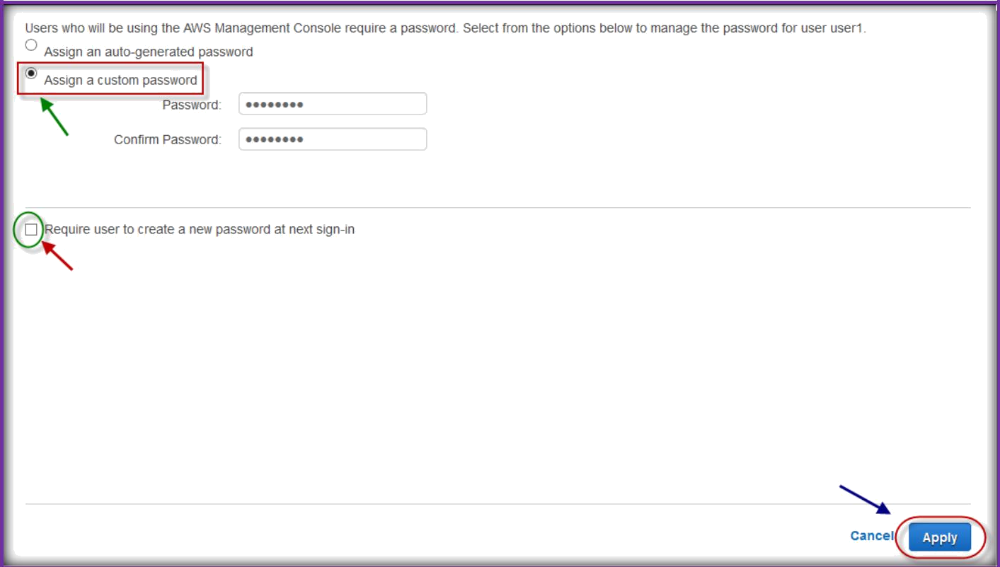 Users who will be using the AWS Management Console require a password. Select from the options below to manage the password for user user1.
Assign an auto-generated password
Assign a custom password
Password: ●●●●●●●●
Confirm Password: ●●●●●●●●
Require user to create a new password at next sign-in
Cancel Apply